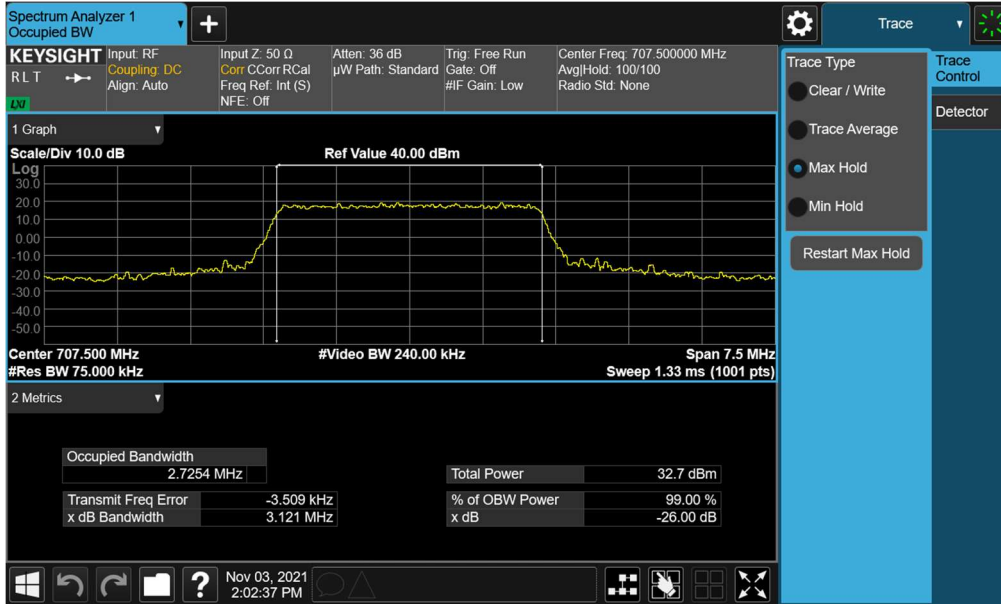 Spectrum Analyzer 1
Occupied BW
+
Trace
KEYSIGHT
R L T
LXI
Input: RF
Coupling: DC
Align: Auto
Input Z: 50 Ω
Corr CCorr RCal
Freq Ref: Int (S)
NFE: Off
Atten: 36 dB
µW Path: Standard
Trig: Free Run
Gate: Off
#IF Gain: Low
Center Freq: 707.500000 MHz
Avg|Hold: 100/100
Radio Std: None
Trace Type
Clear / Write
Trace Average
Max Hold
Min Hold
Restart Max Hold
Trace
Control
Detector
1 Graph
Scale/Div 10.0 dB
Ref Value 40.00 dBm
Log
30.0
20.0
10.0
0.00
-10.0
-20.0
-30.0
-40.0
-50.0
Center 707.500 MHz
#Video BW 240.00 kHz
Span 7.5 MHz
#Res BW 75.000 kHz
Sweep 1.33 ms (1001 pts)
2 Metrics
Occupied Bandwidth
2.7254 MHz
Total Power 32.7 dBm
Transmit Freq Error -3.509 kHz
% of OBW Power 99.00 %
x dB Bandwidth 3.121 MHz
x dB -26.00 dB
?
Nov 03, 2021
2:02:37 PM